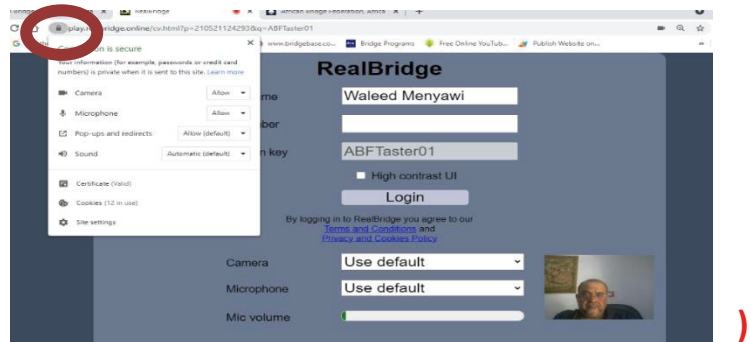 RealBridge
African Bridge Federation, Africa
play.realbridge.online/cv.html?p=210521124293&q=ABFTaster01
www.bridgebase.co...
Bridge Programs
Free Online YouTub...
Publish Website on...
on is secure
Your information (for example, passwords or credit card
numbers) is private when it is sent to this site. Learn more
Camera
Allow
Microphone
Allow
Pop-ups and redirects
Allow (default)
Sound
Automatic (default)
Certificate (Valid)
Cookies (12 in use)
Site settings
RealBridge
me
Waleed Menyawi
ber
n key
ABFTaster01
High contrast UI
Login
By logging in to RealBridge you agree to our
Terms and Conditions and
Privacy and Cookies Policy
Camera
Use default
Microphone
Use default
Mic volume
)